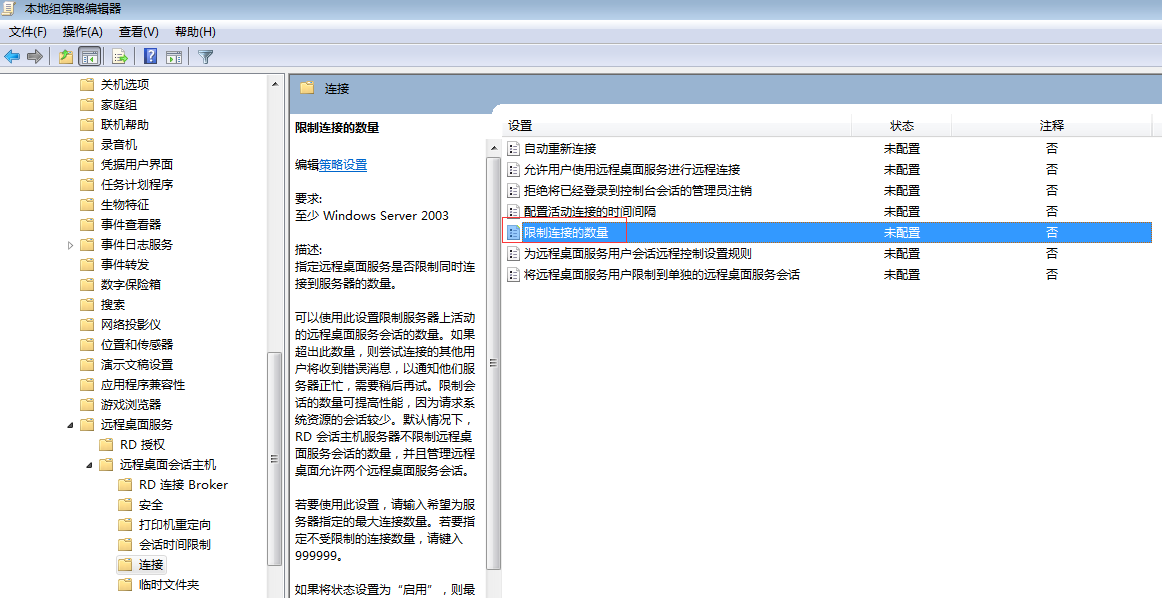 本地组策略编辑器
文件(F) 操作(A) 查看(V) 帮助(H)
关机选项
家庭组
联机帮助
录音机
凭据用户界面
任务计划程序
生物特征
事件查看器
事件日志服务
事件转发
数字保险箱
搜索
网络投影仪
位置和传感器
演示文稿设置
应用程序兼容性
游戏浏览器
远程桌面服务
RD 授权
远程桌面会话主机
RD 连接 Broker
安全
打印机重定向
会话时间限制
连接
临时文件夹
连接
限制连接的数量
编辑策略设置
要求:
至少 Windows Server 2003
描述:
指定远程桌面服务是否限制同时连
接到服务器的数量。
可以使用此设置限制服务器上活动
的远程桌面服务会话的数量。如果
超出此数量，则尝试连接的其他用
户将收到错误消息，以通知他们服
务器正忙，需要稍后再试。限制会
话的数量可提高性能，因为请求系
统资源的会话较少。默认情况下，
RD 会话主机服务器不限制远程桌
面服务会话的数量，并且管理远程
桌面允许两个远程桌面服务会话。
若要使用此设置，请输入希望为服
务器指定的最大连接数量。若要指
定不受限制的连接数量，请键入
999999。
如果将状态设置为“启用”，则最
设置 状态 注释
自动重新连接 未配置 否
允许用户使用远程桌面服务进行远程连接 未配置 否
拒绝将已经登录到控制台会话的管理员注销 未配置 否
配置活动连接的时间间隔 未配置 否
限制连接的数量 未配置 否
为远程桌面服务用户会话远程控制设置规则 未配置 否
将远程桌面服务用户限制到单独的远程桌面服务会话 未配置 否